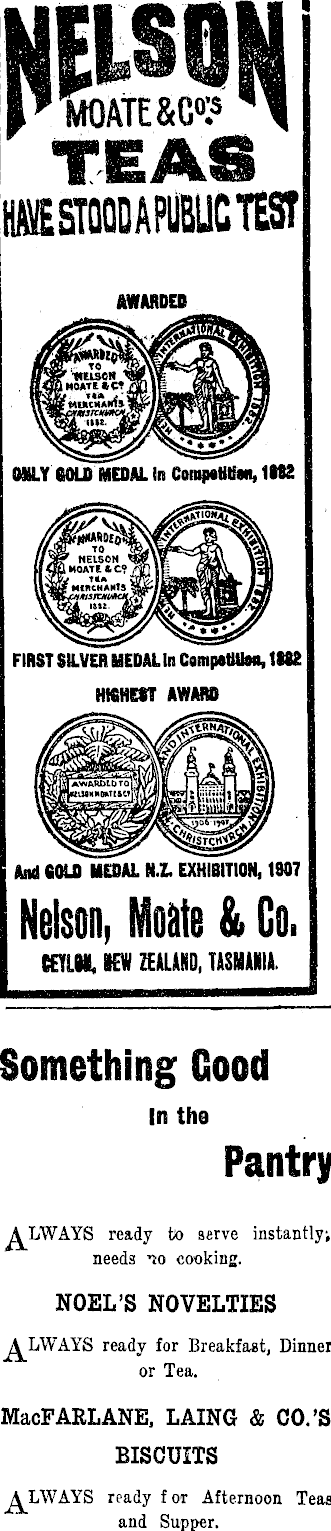 NELSON
MOATE & CO'S
TEAS
HAVE STOOD A PUBLIC TEST
AWARDED
AWARDED
TO
NELSON
MOATE & CO
TEA
MERCHANTS
CHRISTCHURCH
1882.
INTERNATIONAL EXHIBITION 1882.
ONLY GOLD MEDAL in Competition, 1882
AWARDED
TO
NELSON
MOATE & CO
TEA
MERCHANTS
CHRISTCHURCH
1882.
INTERNATIONAL EXHIBITION 1882.
FIRST SILVER MEDAL in Competition, 1882
HIGHEST AWARD
AWARDED TO
NELSON MOATE & CO
INTERNATIONAL EXHIBITION
CHRISTCHURCH
1906 1907
And GOLD MEDAL N.Z. EXHIBITION, 1907
Nelson, Moate & Co.
CEYLON, NEW ZEALAND, TASMANIA.
Something Good
In the
Pantry
ALWAYS ready to serve instantly;
needs no cooking.
NOEL'S NOVELTIES
ALWAYS ready for Breakfast, Dinner
or Tea.
MacFARLANE, LAING & CO.'S
BISCUITS
ALWAYS ready for Afternoon Teas
and Supper.